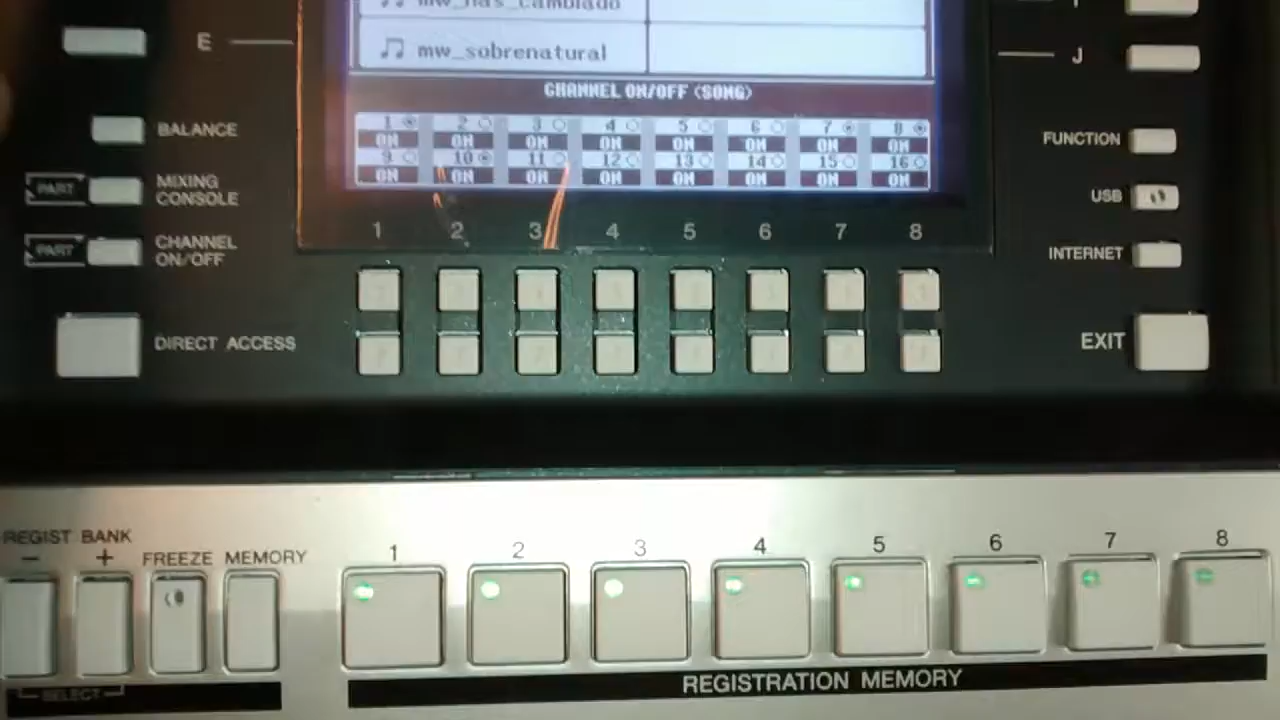 mw_has_cambiado
mw_sobrenatural
CHANNEL ON/OFF (SONG)
1 2 3 4 5 6 7 8
ON ON ON ON ON ON ON ON
9 10 11 12 13 14 15 16
ON ON ON ON ON ON ON ON
E
J
BALANCE
FUNCTION
PART MIXING CONSOLE
USB
PART CHANNEL ON/OFF
INTERNET
1 2 3 4 5 6 7 8
DIRECT ACCESS
EXIT
REGIST BANK
- + FREEZE MEMORY
1 2 3 4 5 6 7 8
SELECT
REGISTRATION MEMORY